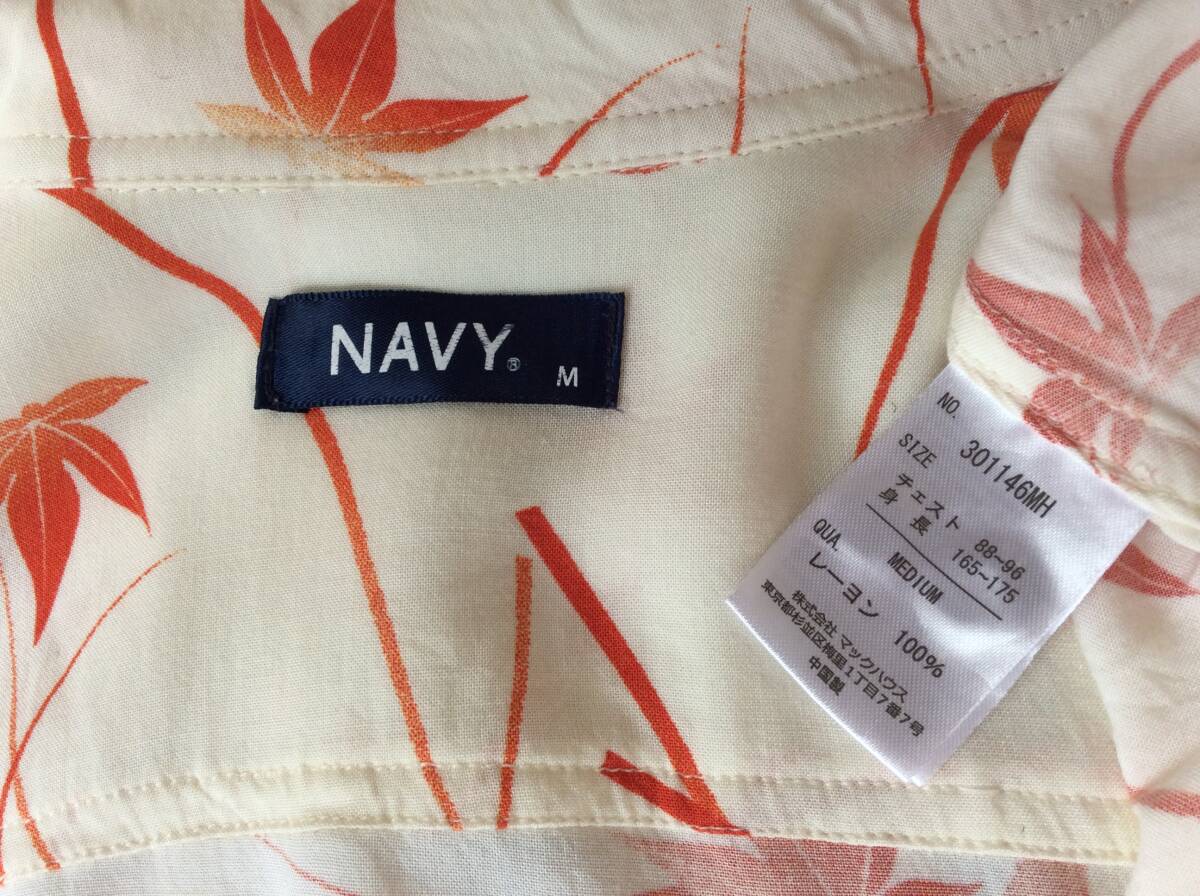 NAVY® M
NO. 301146MH
SIZE
チェスト 88-96
身長 165-175
MEDIUM
QUA.
レーヨン 100%
株式会社 マックハウス
東京都杉並区梅里1丁目7番7号
中国製